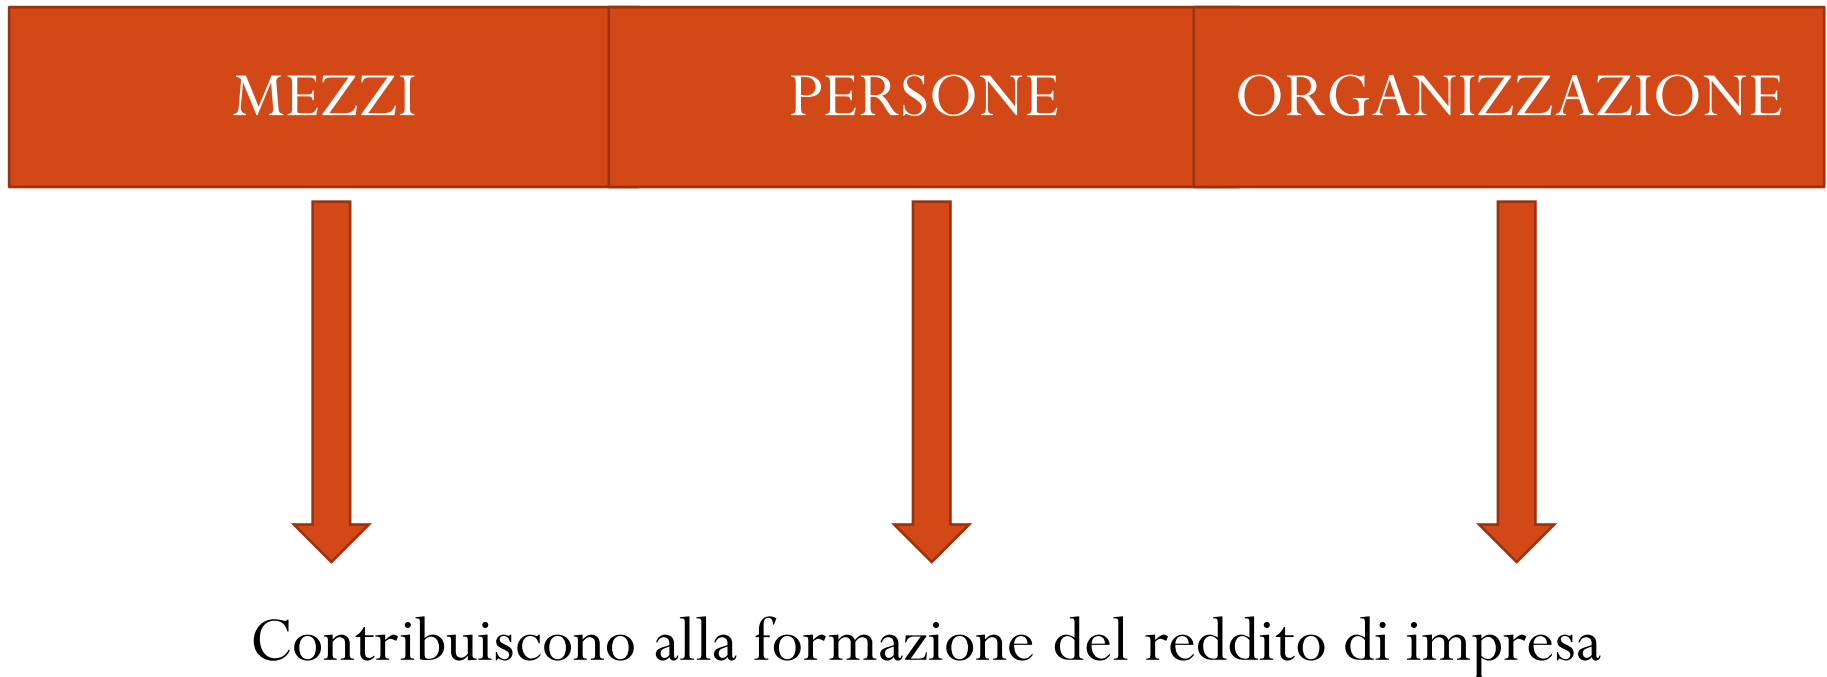 MEZZI PERSONE ORGANIZZAZIONE
Contribuiscono alla formazione del reddito di impresa